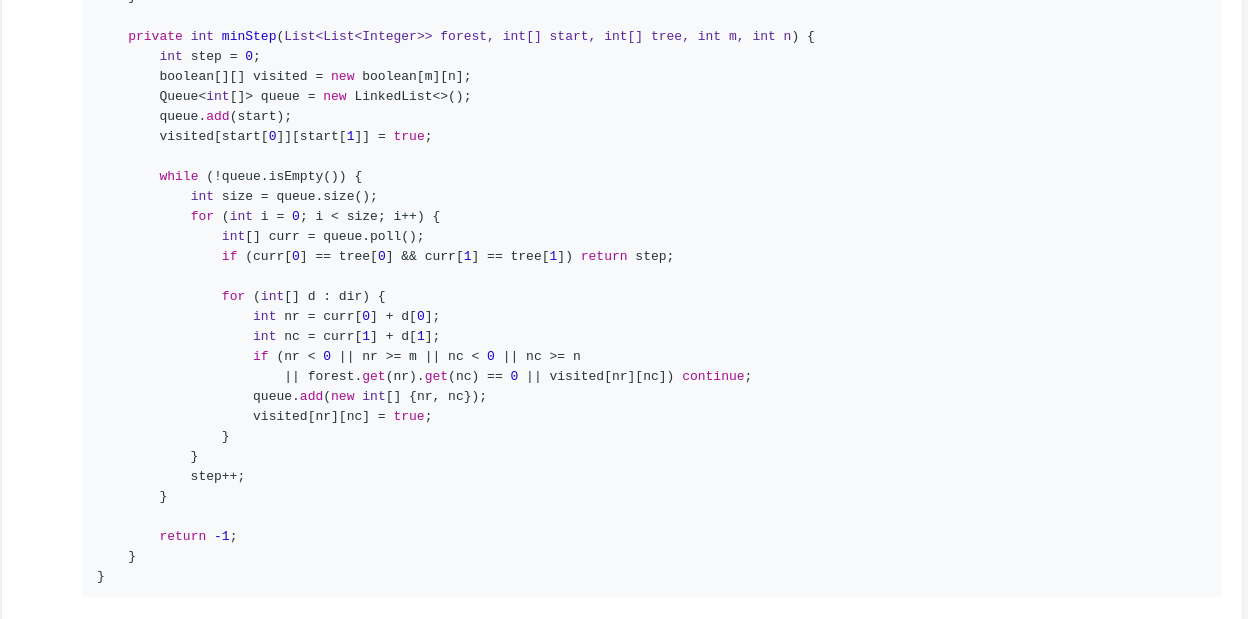 }
private int minStep(List<List<Integer>> forest, int[] start, int[] tree, int m, int n) {
int step = 0;
boolean[][] visited = new boolean[m][n];
Queue<int[]> queue = new LinkedList<>();
queue.add(start);
visited[start[0]][start[1]] = true;
while (!queue.isEmpty()) {
int size = queue.size();
for (int i = 0; i < size; i++) {
int[] curr = queue.poll();
if (curr[0] == tree[0] && curr[1] == tree[1]) return step;
for (int[] d : dir) {
int nr = curr[0] + d[0];
int nc = curr[1] + d[1];
if (nr < 0 || nr >= m || nc < 0 || nc >= n
|| forest.get(nr).get(nc) == 0 || visited[nr][nc]) continue;
queue.add(new int[] {nr, nc});
visited[nr][nc] = true;
}
}
step++;
}
return -1;
}
}